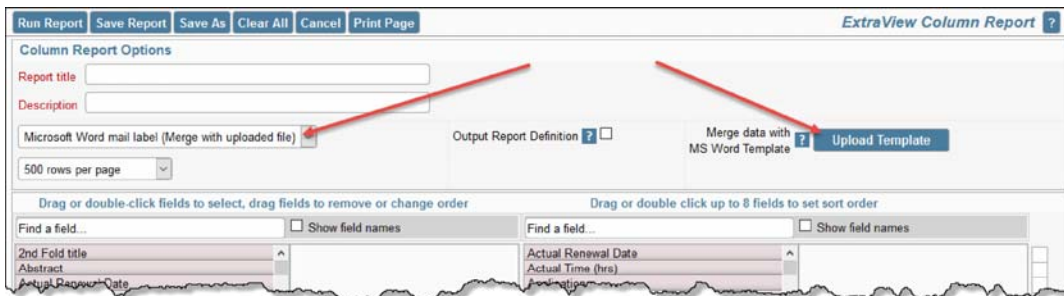 Run Report Save Report Save As Clear All Cancel Print Page ExtraView Column Report ?
Column Report Options
Report title
Description
Microsoft Word mail label (Merge with uploaded file) Output Report Definition ? Merge data with MS Word Template ? Upload Template
500 rows per page
Drag or double-click fields to select, drag fields to remove or change order Drag or double click up to 8 fields to set sort order
Find a field... Show field names Find a field... Show field names
2nd Fold title Actual Renewal Date
Abstract Actual Time (hrs)
Actual Renewal Date Application